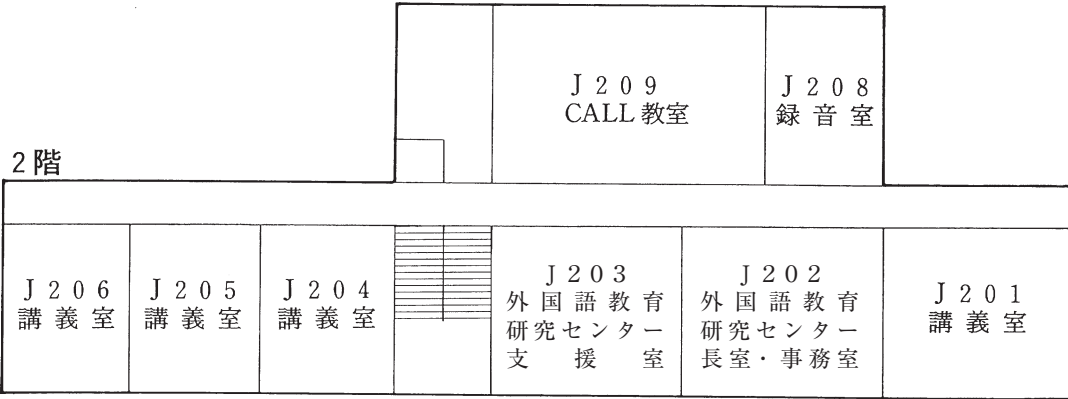 J209
CALL教室
J208
録音室
2階
J206
講義室
J205
講義室
J204
講義室
J203
外国語教育
研究センター
支援室
J202
外国語教育
研究センター
長室・事務室
J201
講義室